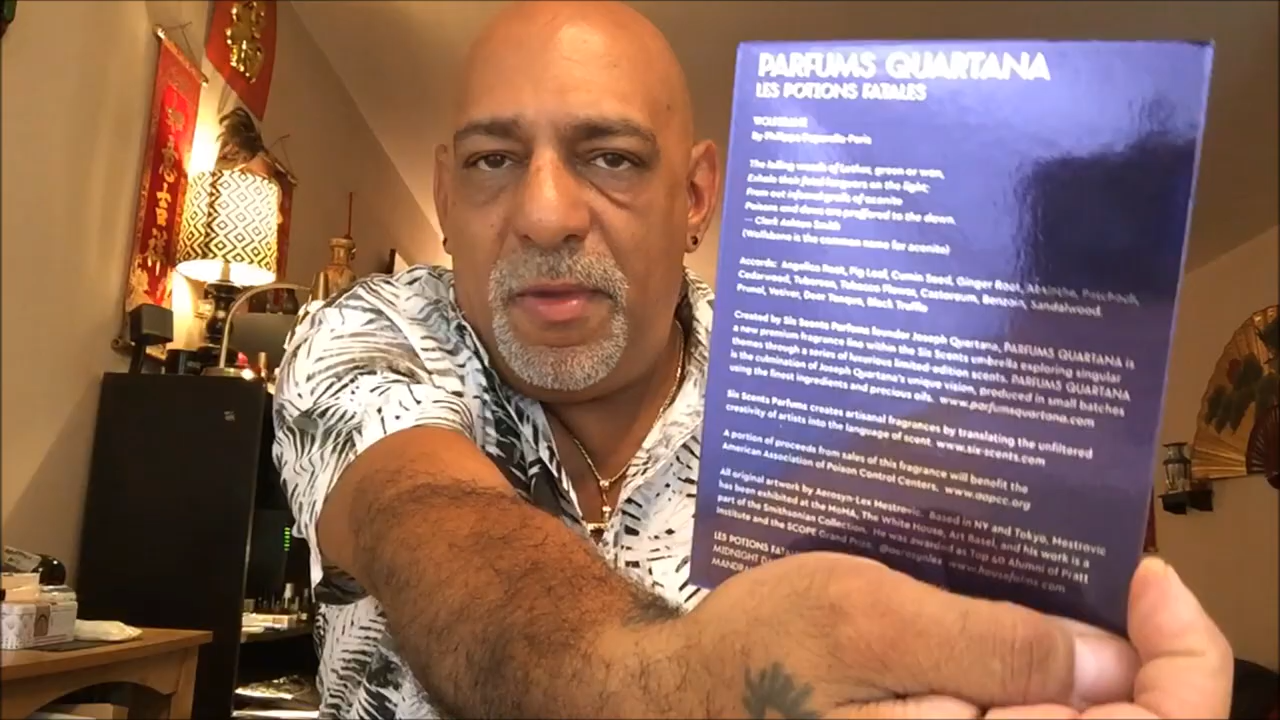 PARFUMS QUARTANA
LES POTIONS FATALES
WOLFSBANE
by Philippe Paparella-Paris
The lolling weeds of Lethe, green or wan,
Exhale their fatal languors on the light;
From out infernal grails of aconite
Poisons and dews are proffered to the dawn.
— Clark Ashton Smith
(Wolfsbane is the common name for aconite)
Accords: Angelica Root, Fig Leaf, Cumin Seed, Ginger Root, Absinthe, Patchouli,
Cedarwood, Tuberose, Tobacco Flower, Castoreum, Benzoin, Sandalwood,
Prunol, Vetiver, Deer Tongue, Black Truffle
Created by Six Scents Parfums founder Joseph Quartana, PARFUMS QUARTANA is
a new premium fragrance line within the Six Scents umbrella exploring singular
themes through a series of luxurious limited-edition scents. PARFUMS QUARTANA
is the culmination of Joseph Quartana's unique vision, produced in small batches
using the finest ingredients and precious oils. www.parfumsquartana.com
Six Scents Parfums creates artisanal fragrances by translating the unfiltered
creativity of artists into the language of scent. www.six-scents.com
A portion of proceeds from sales of this fragrance will benefit the
American Association of Poison Control Centers. www.aapcc.org
All original artwork by Aerosyn-Lex Mestrovic. Based in NY and Tokyo, Mestrovic
has been exhibited at the MoMA, The White House, Art Basel, and his work is a
part of the Smithsonian Collection. He was awarded as Top 40 Alumni of Pratt
Institute and the SCOPE Grand Prize. @aerosynlex
LES POTIONS
MIDNIGHT